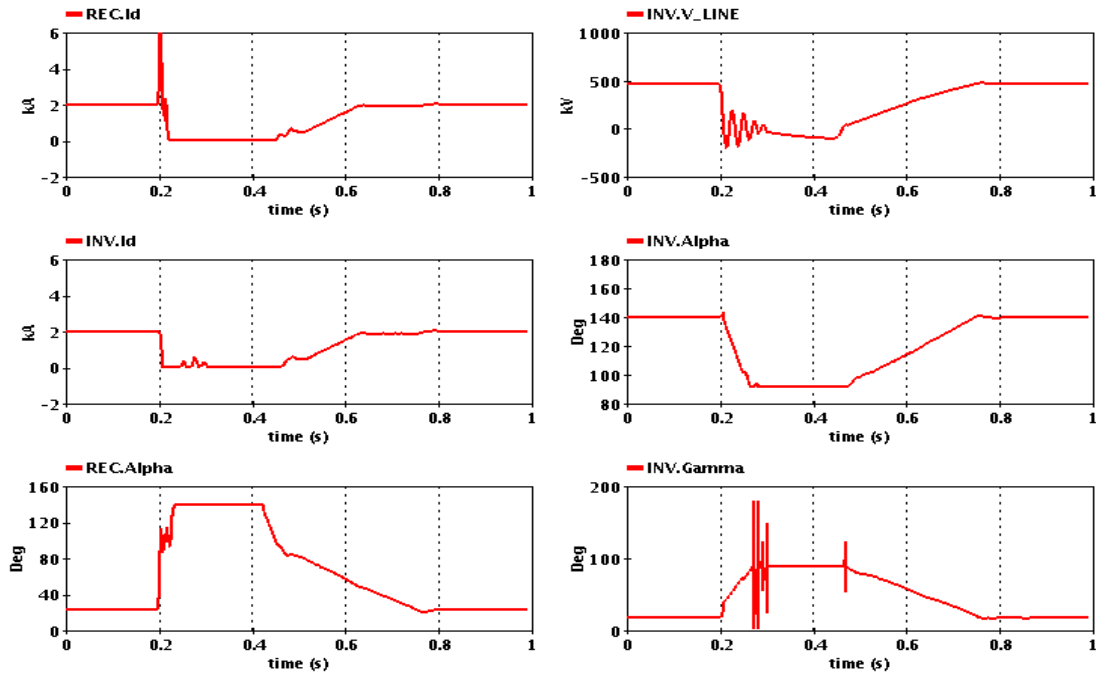 REC.Id
6
4
2
0
-2
kA
0 0.2 0.4 0.6 0.8 1
time (s)
INV.V_LINE
1000
500
0
-500
kV
0 0.2 0.4 0.6 0.8 1
time (s)
INV.Id
6
4
2
0
-2
kA
0 0.2 0.4 0.6 0.8 1
time (s)
INV.Alpha
180
160
140
120
100
80
Deg
0 0.2 0.4 0.6 0.8 1
time (s)
REC.Alpha
160
120
80
40
0
Deg
0 0.2 0.4 0.6 0.8 1
time (s)
INV.Gamma
200
100
0
Deg
0 0.2 0.4 0.6 0.8 1
time (s)